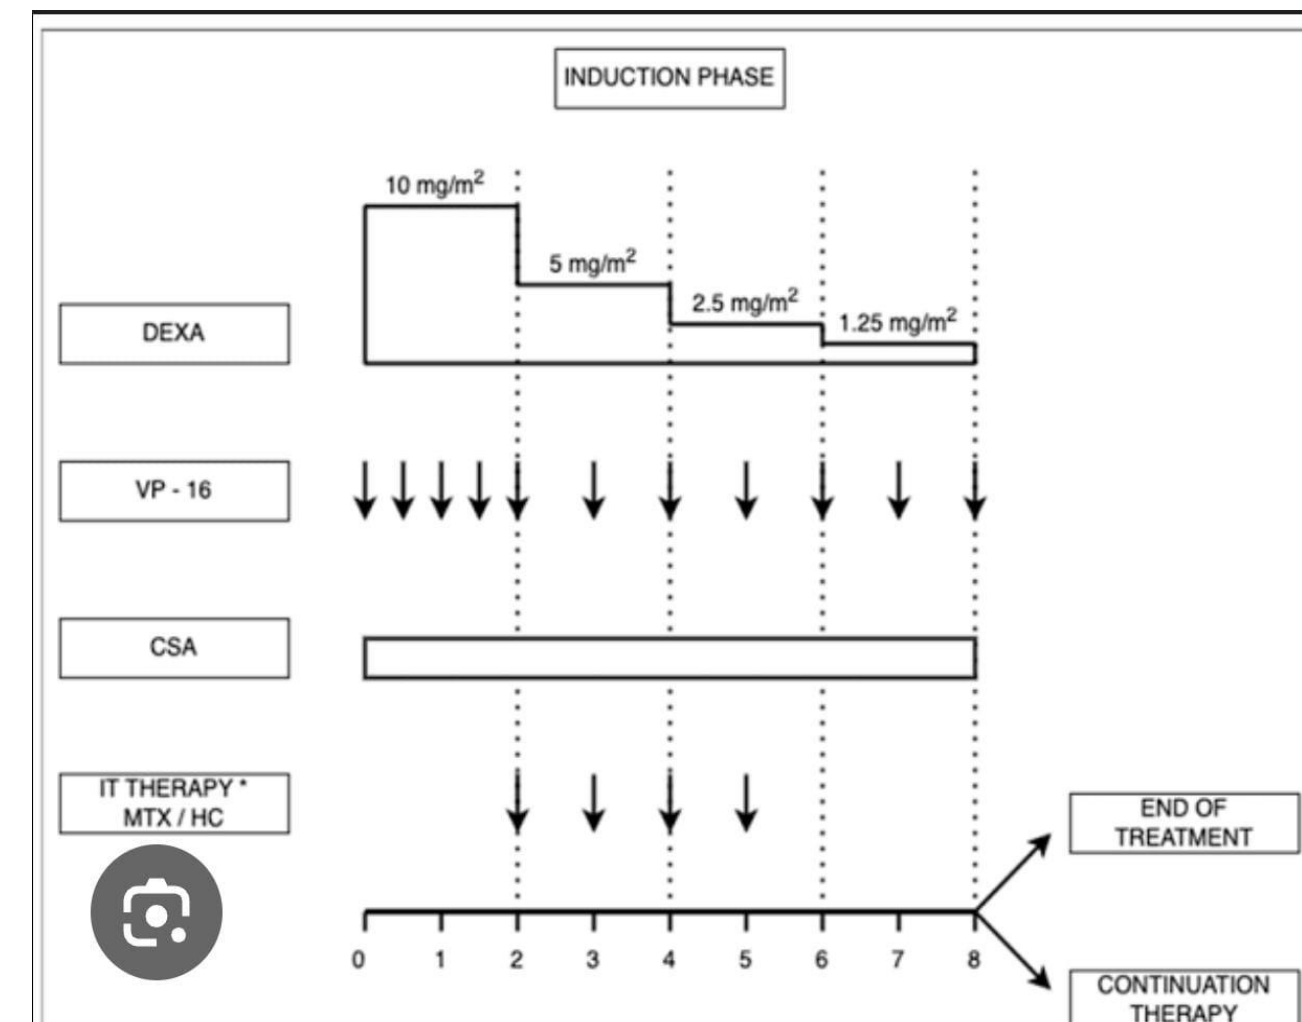 INDUCTION PHASE
10 mg/m²
5 mg/m²
2.5 mg/m²
1.25 mg/m²
DEXA
VP - 16
CSA
IT THERAPY *
MTX / HC
END OF
TREATMENT
0 1 2 3 4 5 6 7 8
CONTINUATION
THERAPY